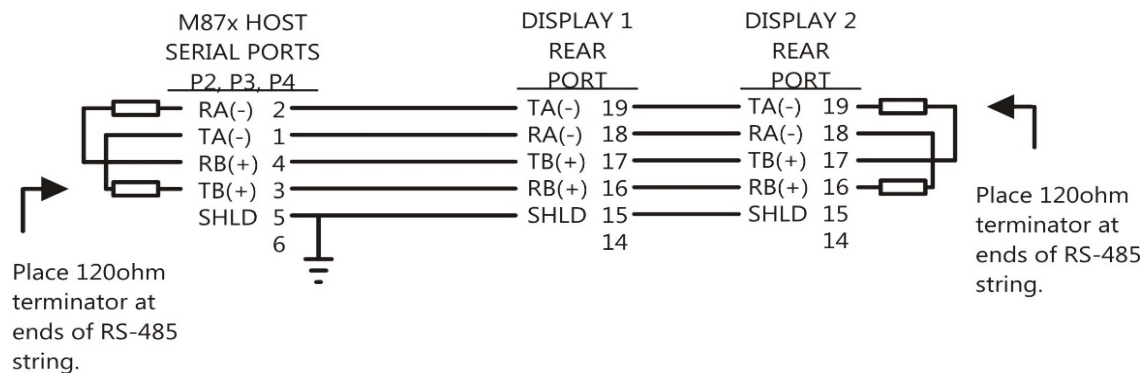 M87x HOST
SERIAL PORTS
P2, P3, P4
RA(-) 2
TA(-) 1
RB(+) 4
TB(+) 3
SHLD 5
6
DISPLAY 1
REAR
PORT
TA(-) 19
RA(-) 18
TB(+) 17
RB(+) 16
SHLD 15
14
DISPLAY 2
REAR
PORT
TA(-) 19
RA(-) 18
TB(+) 17
RB(+) 16
SHLD 15
14
Place 120ohm
terminator at
ends of RS-485
string.
Place 120ohm
terminator at
ends of RS-485
string.